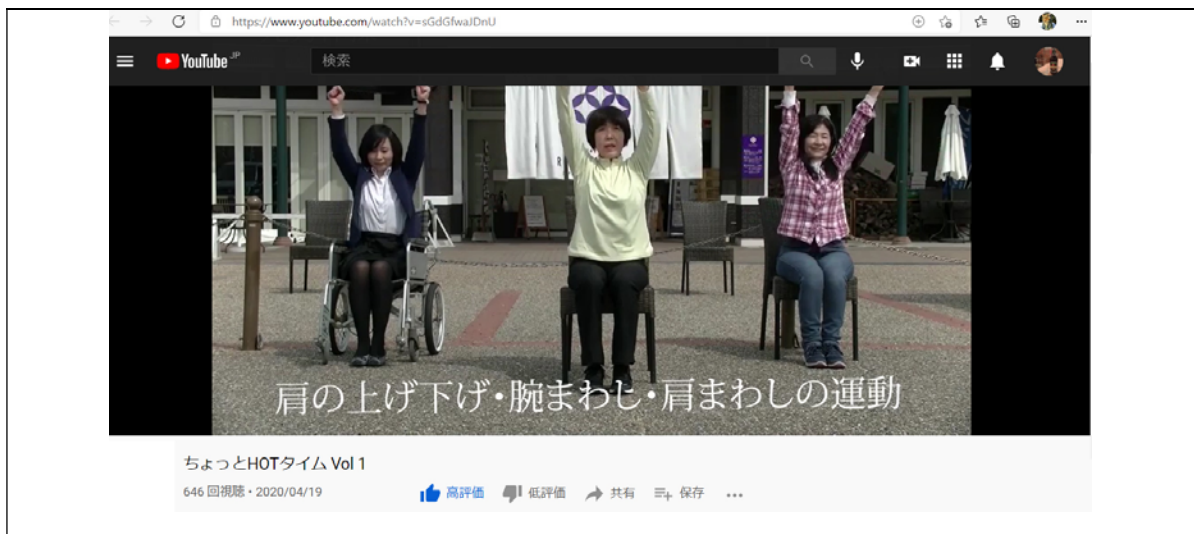 https://www.youtube.com/watch?v=sGdGfwaJDnU
YouTube JP
検索
肩の上げ下げ・腕まわし・肩まわしの運動
ちょっとHOTタイム Vol 1
646 回視聴・2020/04/19
高評価 低評価 共有 保存